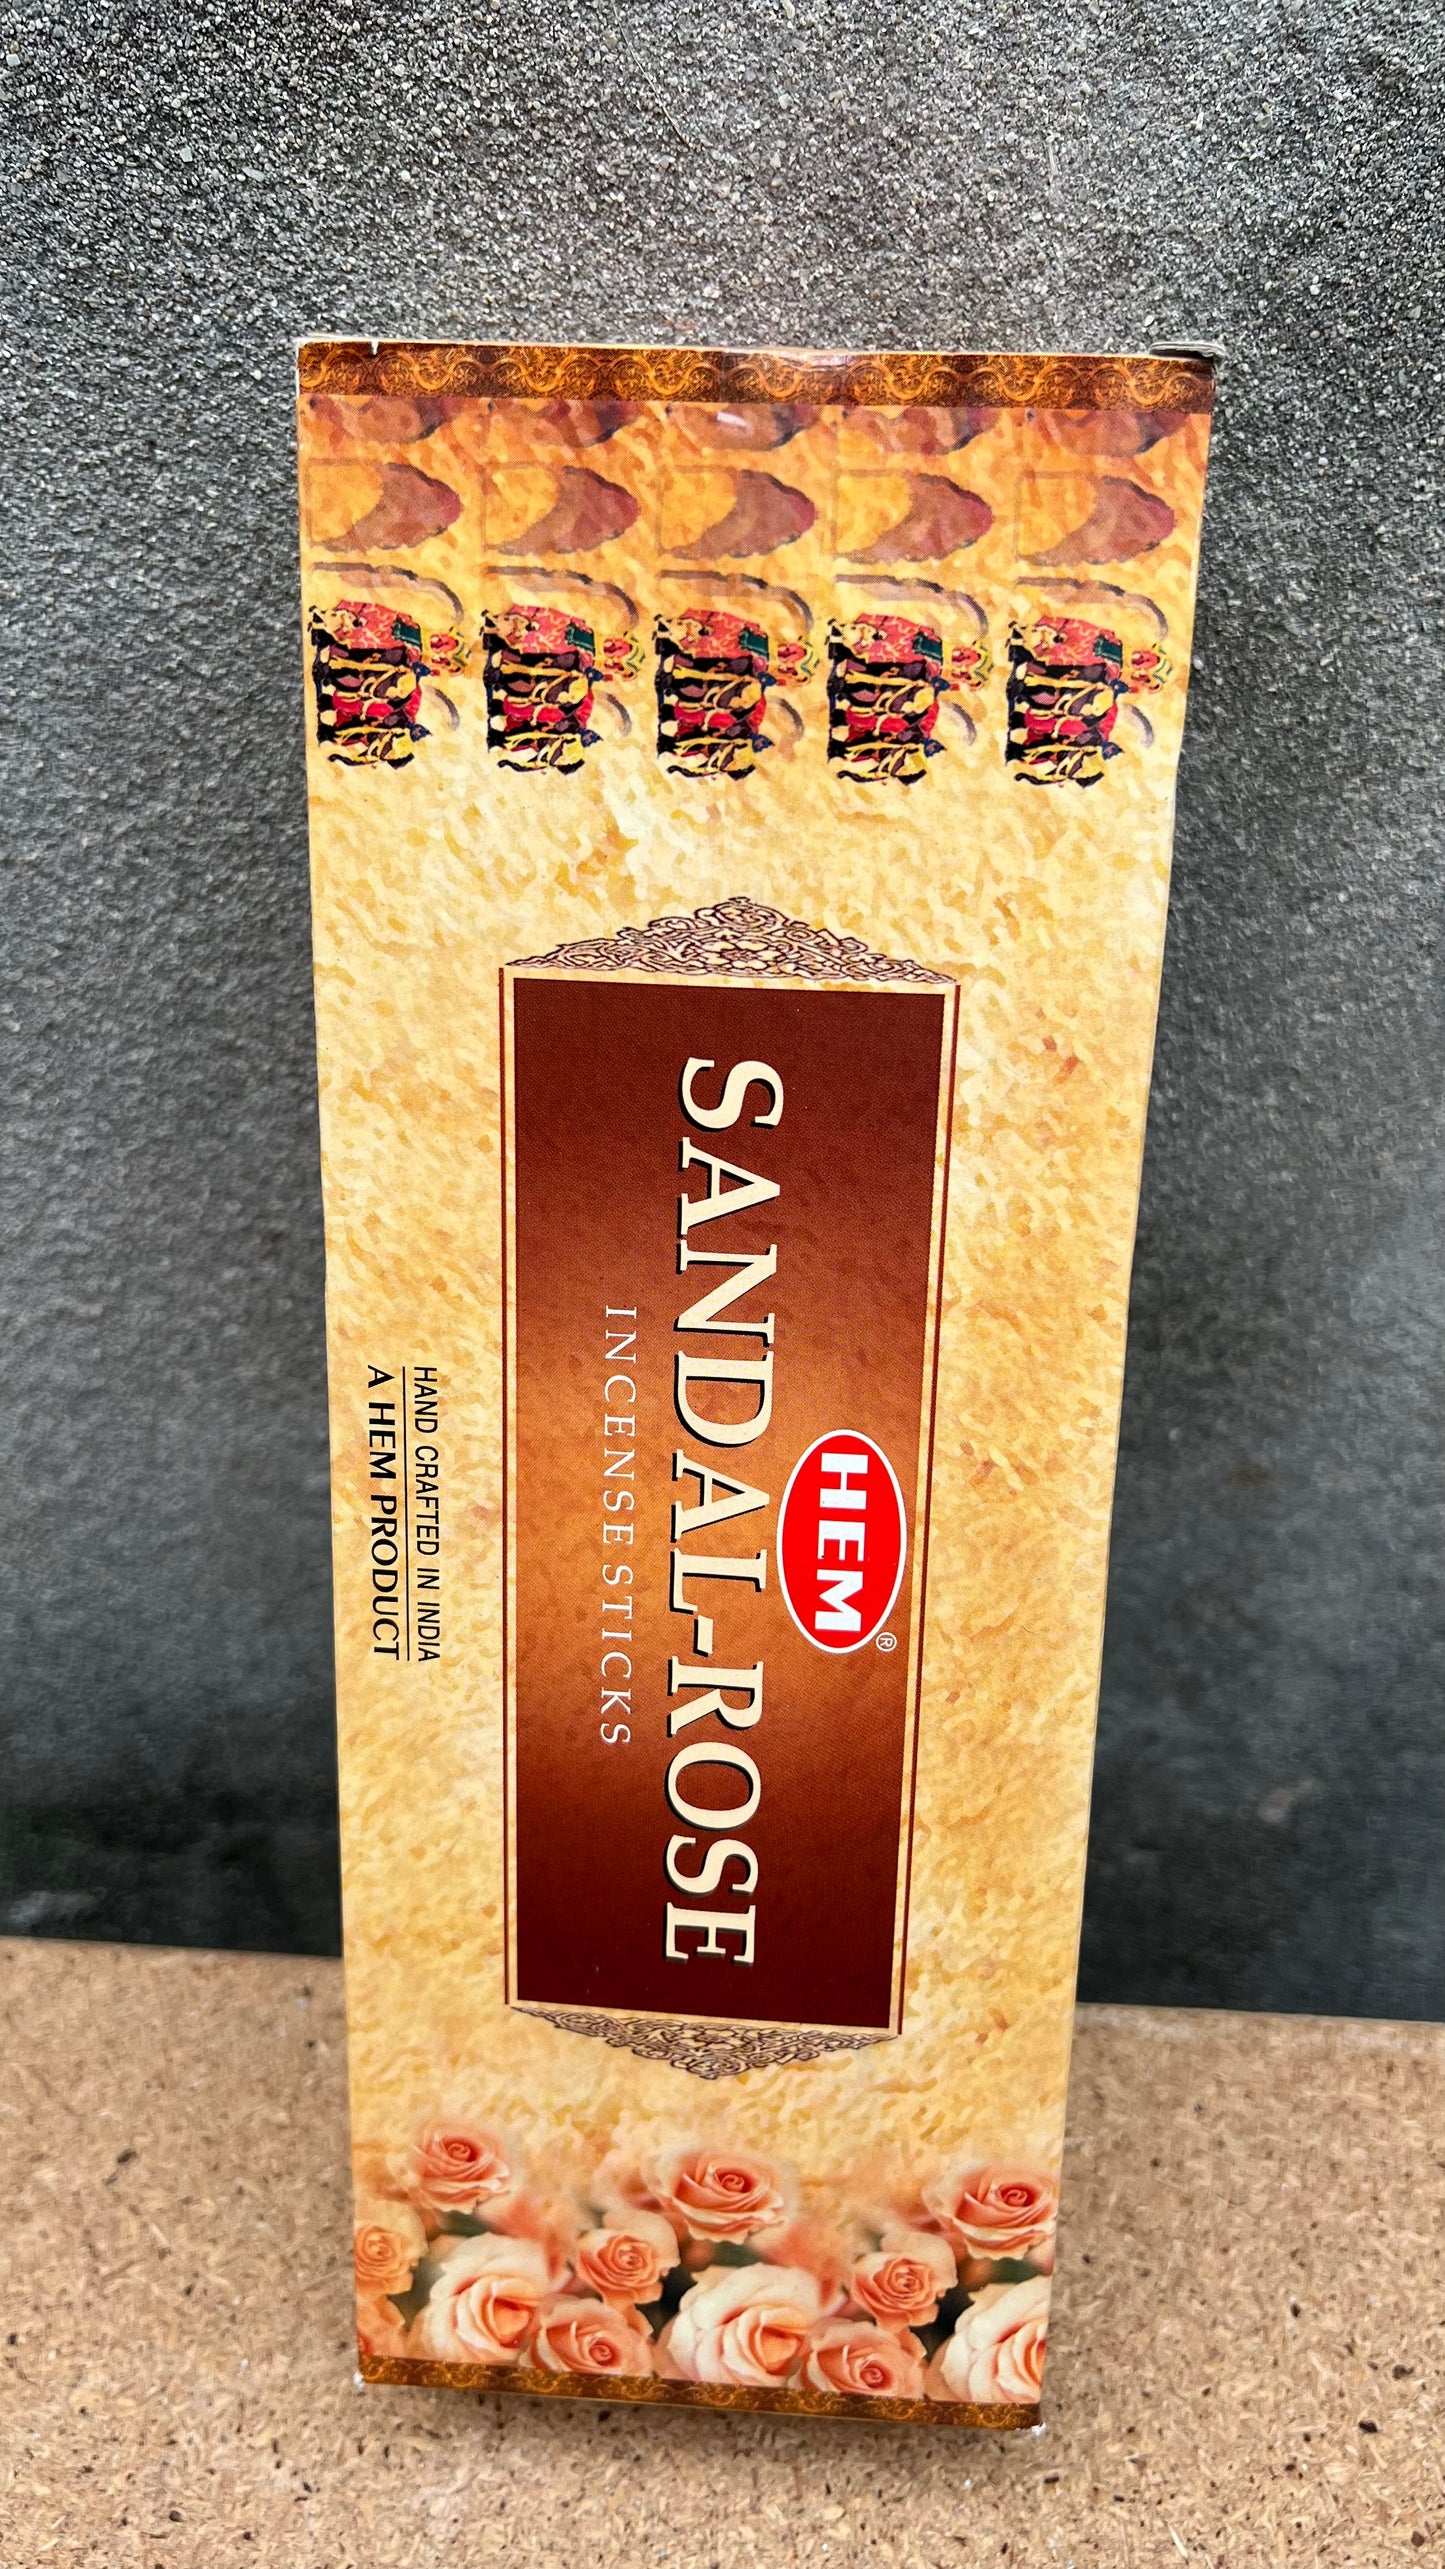 HEM®
SANDAL-ROSE
INCENSE STICKS
HAND CRAFTED IN INDIA
A HEM PRODUCT